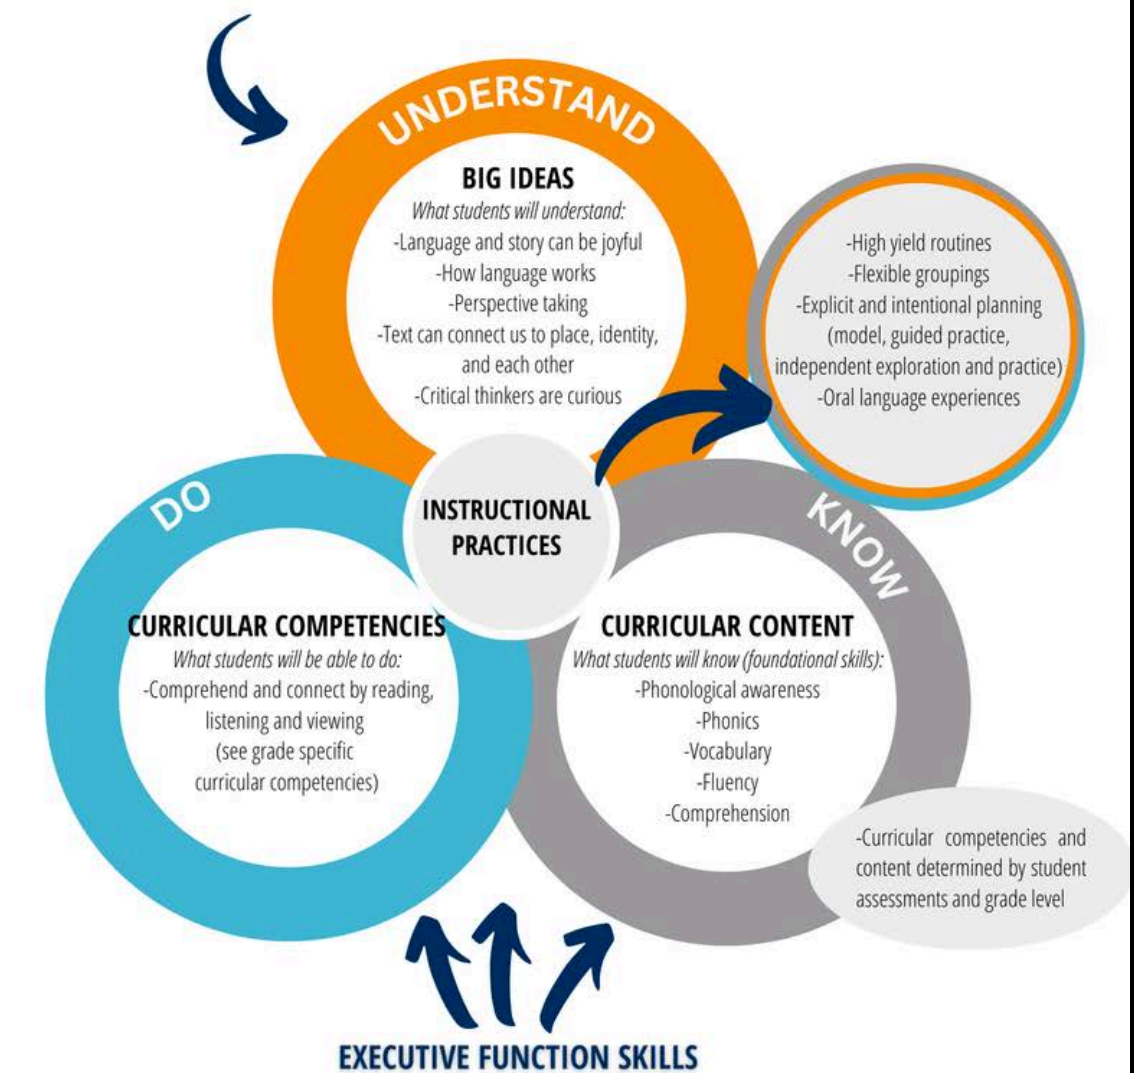 UNDERSTAND
BIG IDEAS
What students will understand:
-Language and story can be joyful
-How language works
-Perspective taking
-Text can connect us to place, identity,
and each other
-Critical thinkers are curious
-High yield routines
-Flexible groupings
-Explicit and intentional planning
(model, guided practice,
independent exploration and practice)
-Oral language experiences
INSTRUCTIONAL
PRACTICES
DO
CURRICULAR COMPETENCIES
What students will be able to do:
-Comprehend and connect by reading,
listening and viewing
(see grade specific
curricular competencies)
KNOW
CURRICULAR CONTENT
What students will know (foundational skills):
-Phonological awareness
-Phonics
-Vocabulary
-Fluency
-Comprehension
-Curricular competencies and
content determined by student
assessments and grade level
EXECUTIVE FUNCTION SKILLS